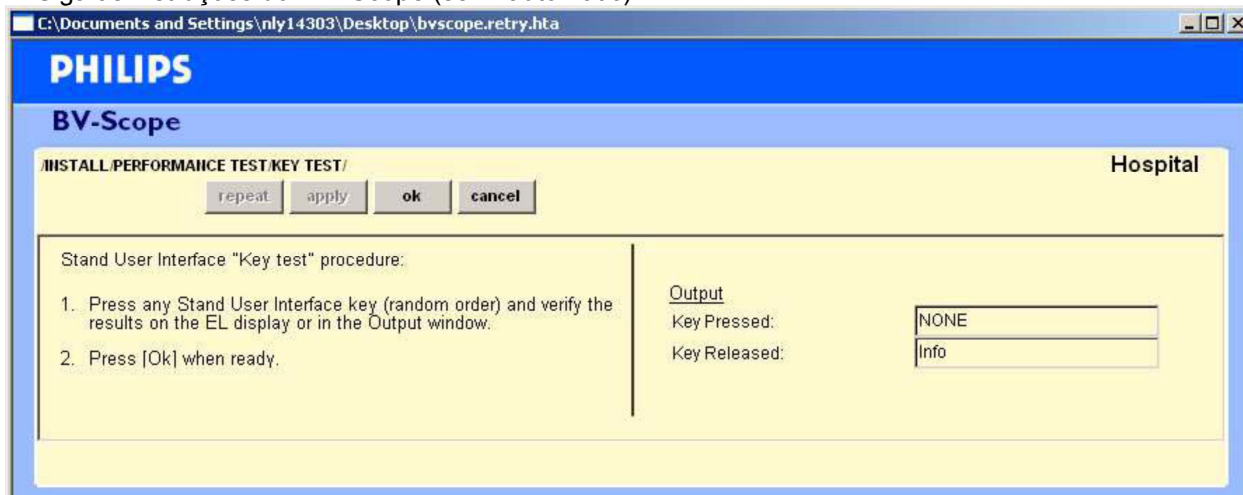 C:\Documents and Settings\nly14303\Desktop\bvscope.retry.hta
PHILIPS
BV-Scope
/INSTALL/PERFORMANCE TEST/KEY TEST/
Hospital
repeat apply ok cancel
Stand User Interface "Key test" procedure:
1. Press any Stand User Interface key (random order) and verify the
results on the EL display or in the Output window.
2. Press [Ok] when ready.
Output
Key Pressed: NONE
Key Released: Info